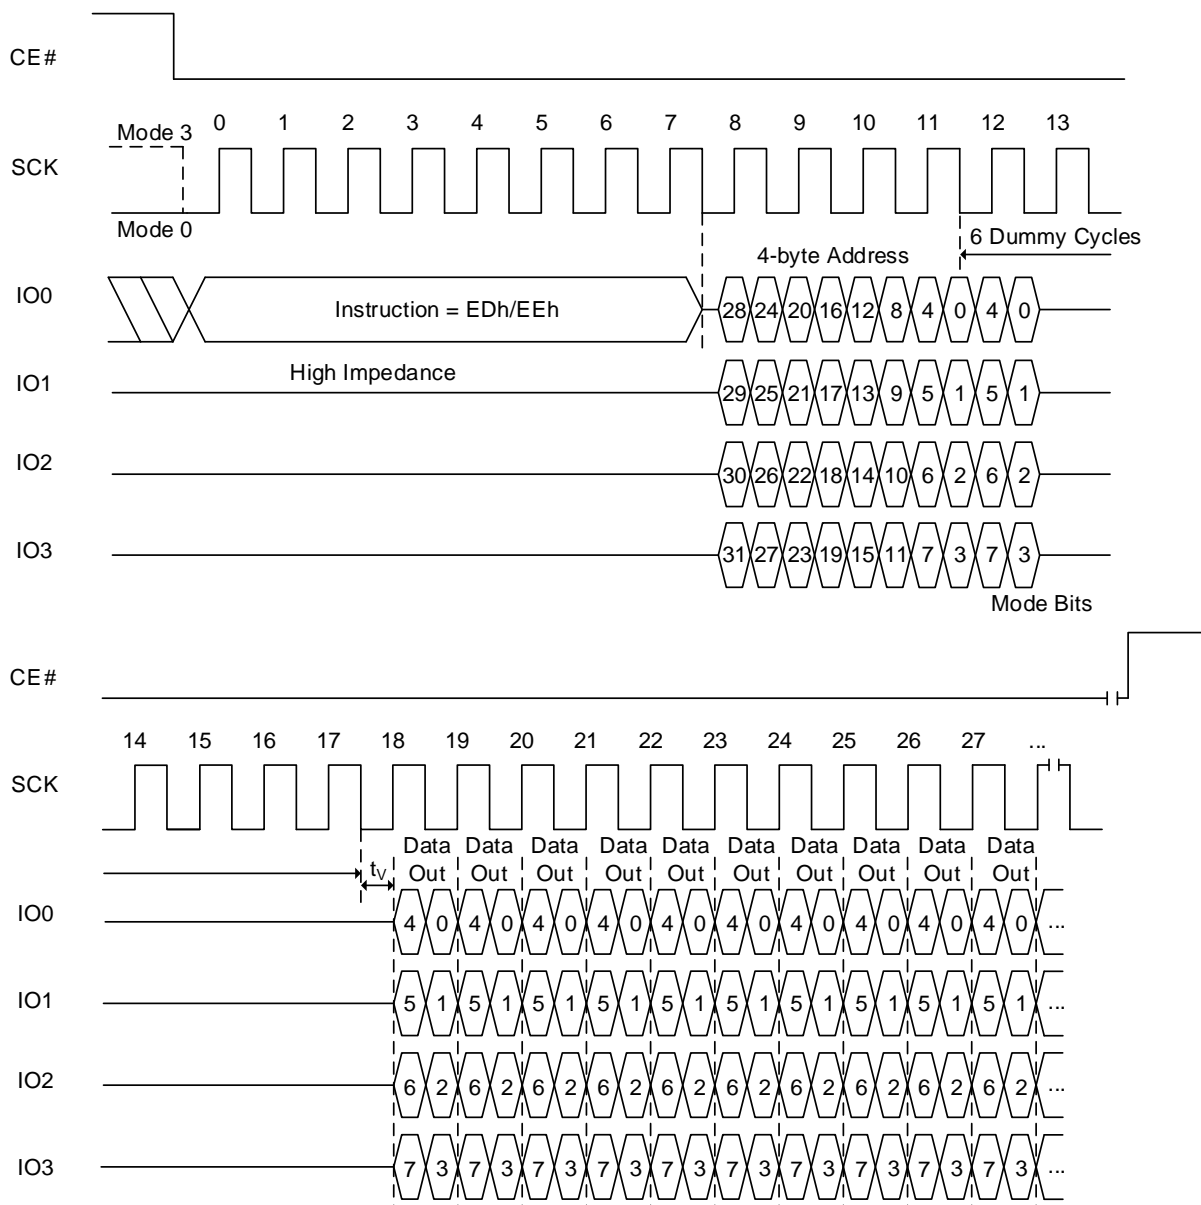 CE#
Mode 3 0 1 2 3 4 5 6 7 8 9 10 11 12 13
SCK
Mode 0
6 Dummy Cycles
4-byte Address
IO0 Instruction = EDh/EEh 28 24 20 16 12 8 4 0 4 0
High Impedance
IO1 29 25 21 17 13 9 5 1 5 1
IO2 30 26 22 18 14 10 6 2 6 2
IO3 31 27 23 19 15 11 7 3 7 3
Mode Bits
CE#
14 15 16 17 18 19 20 21 22 23 24 25 26 27 ...
SCK
Data Data Data Data Data Data Data Data Data Data
tV Out Out Out Out Out Out Out Out Out Out
IO0 4 0 4 0 4 0 4 0 4 0 4 0 4 0 4 0 4 0 4 0 ...
IO1 5 1 5 1 5 1 5 1 5 1 5 1 5 1 5 1 5 1 5 1 ...
IO2 6 2 6 2 6 2 6 2 6 2 6 2 6 2 6 2 6 2 6 2 ...
IO3 7 3 7 3 7 3 7 3 7 3 7 3 7 3 7 3 7 3 7 3 ...